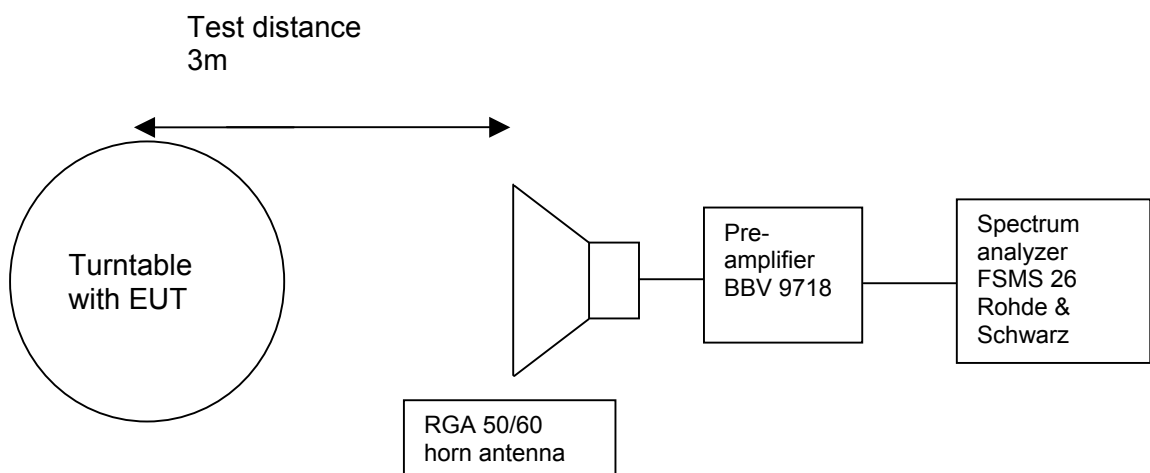 Test distance
3m
Turntable
with EUT
Pre-
amplifier
BBV 9718
Spectrum
analyzer
FSMS 26
Rohde &
Schwarz
RGA 50/60
horn antenna